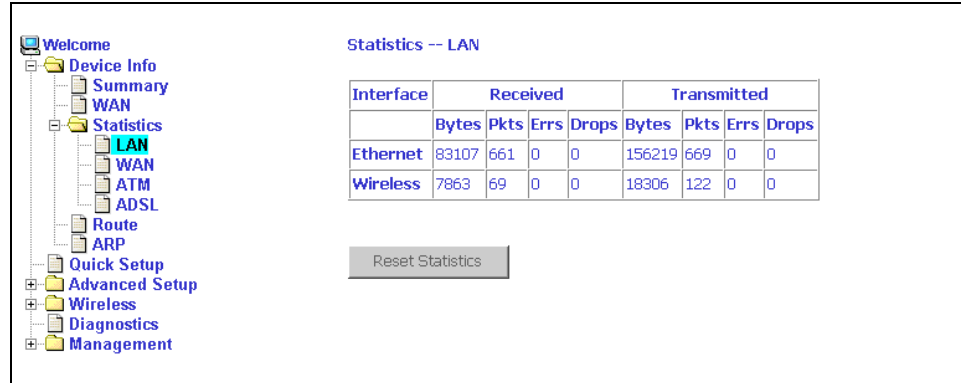 Welcome
Device Info
Summary
WAN
Statistics
LAN
WAN
ATM
ADSL
Route
ARP
Quick Setup
Advanced Setup
Wireless
Diagnostics
Management
Statistics -- LAN
Interface Received Transmitted
Bytes Pkts Errs Drops Bytes Pkts Errs Drops
Ethernet 83107 661 0 0 156219 669 0 0
Wireless 7863 69 0 0 18306 122 0 0
Reset Statistics